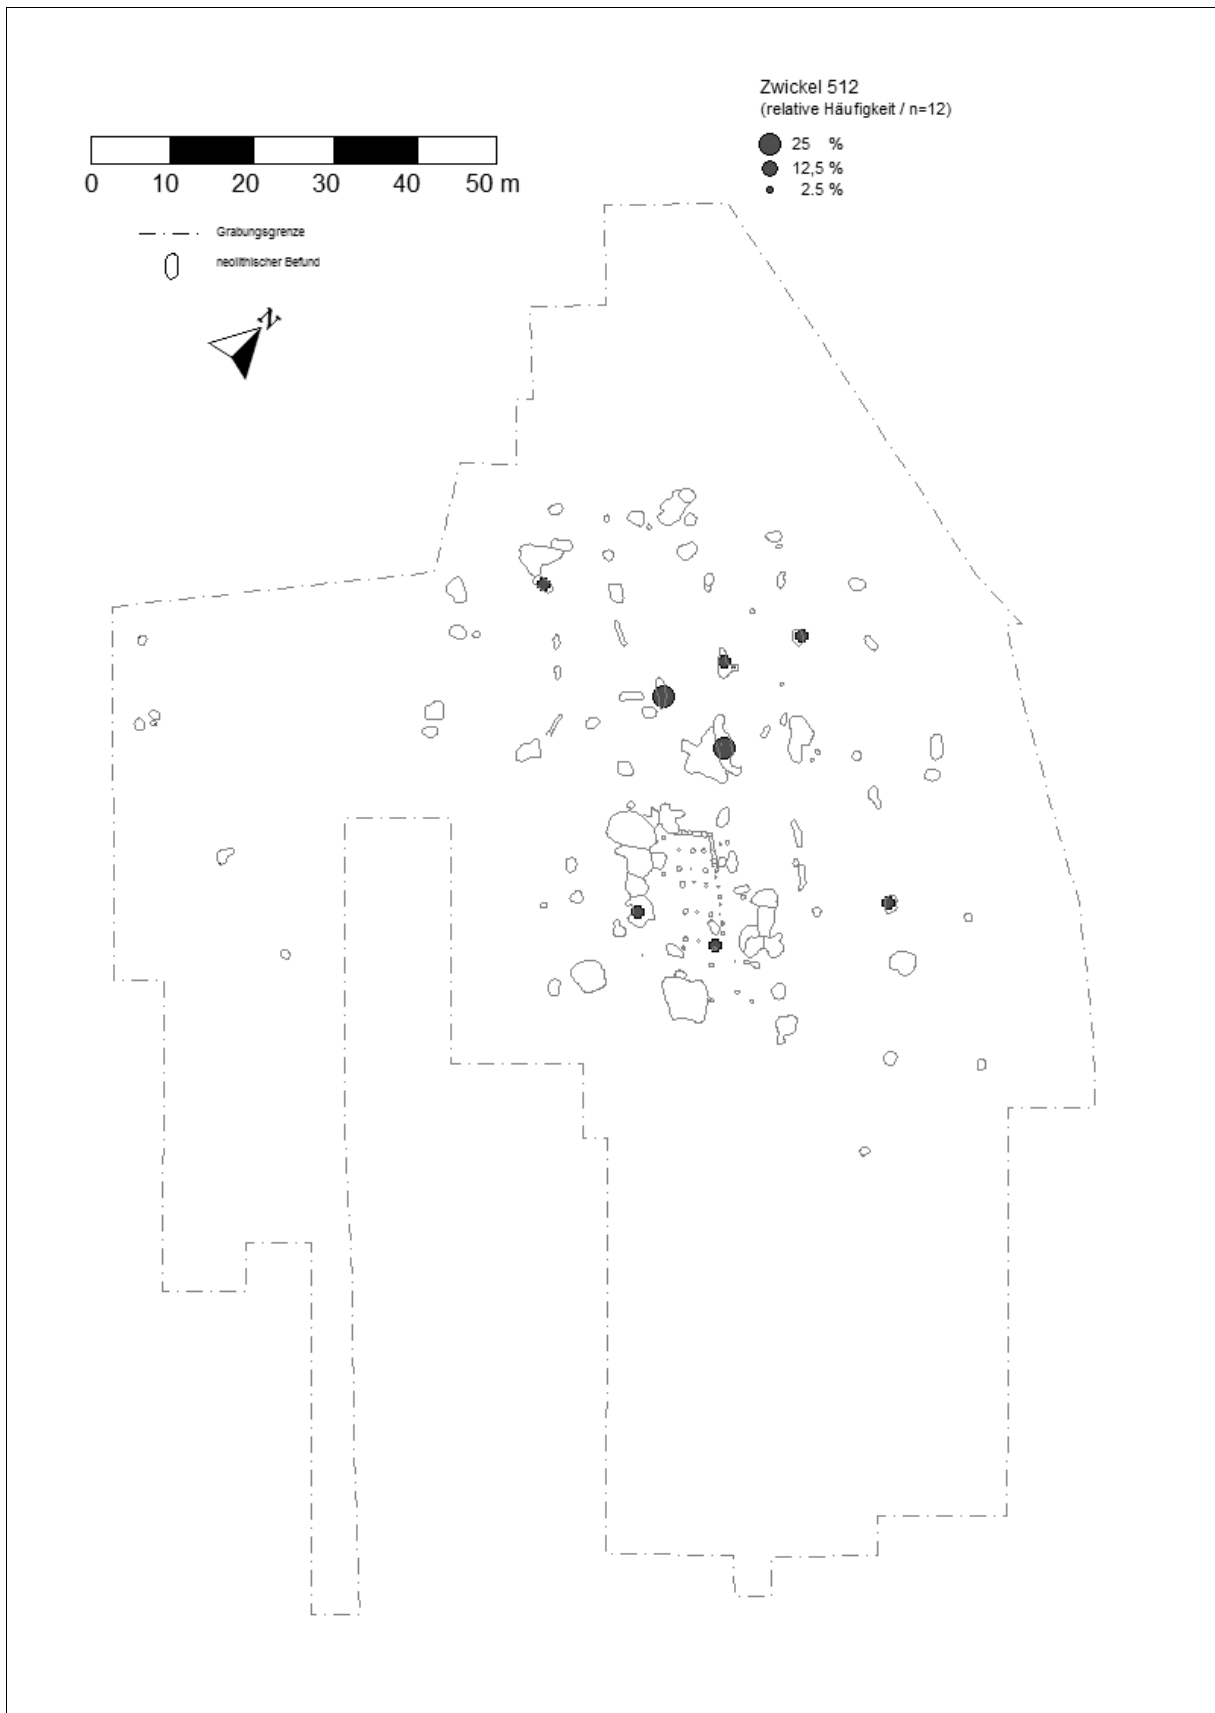 Zwickel 512
(relative Häufigkeit / n=12)
25 %
12,5 %
2.5 %
0 10 20 30 40 50 m
Grabungsgrenze
neolithischer Befund
N